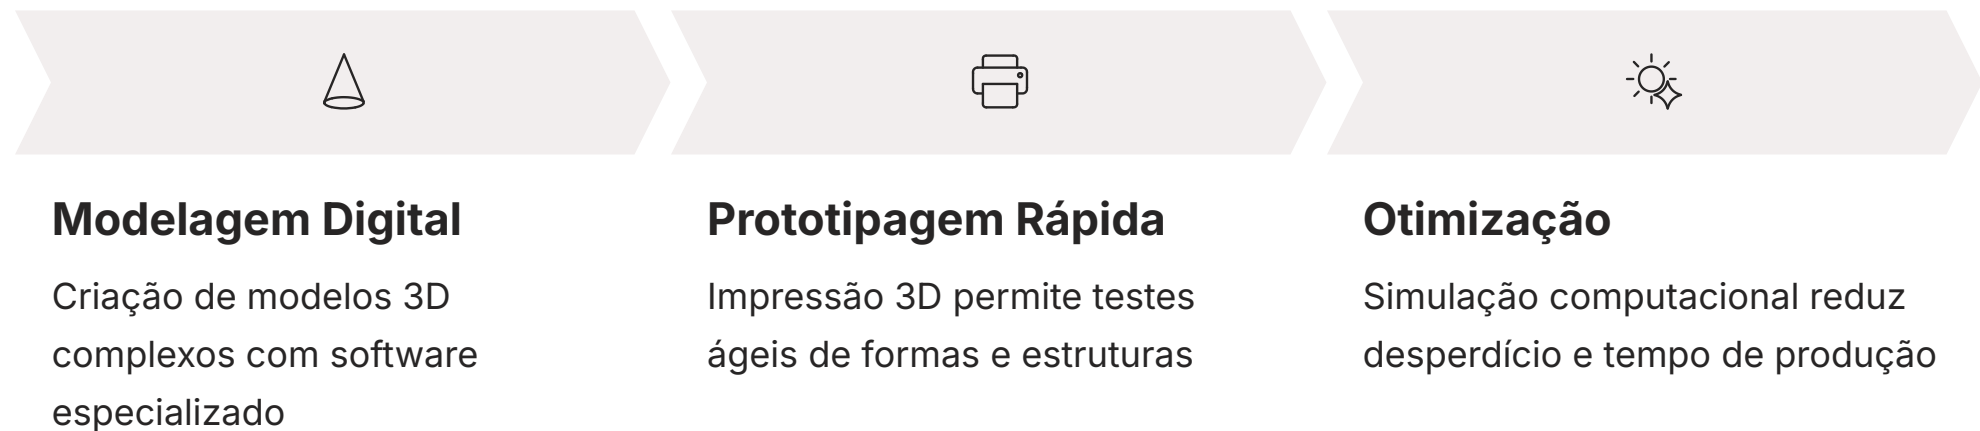 Modelagem Digital
Criação de modelos 3D
complexos com software
especializado
Prototipagem Rápida
Impressão 3D permite testes
ágeis de formas e estruturas
Otimização
Simulação computacional reduz
desperdício e tempo de produção